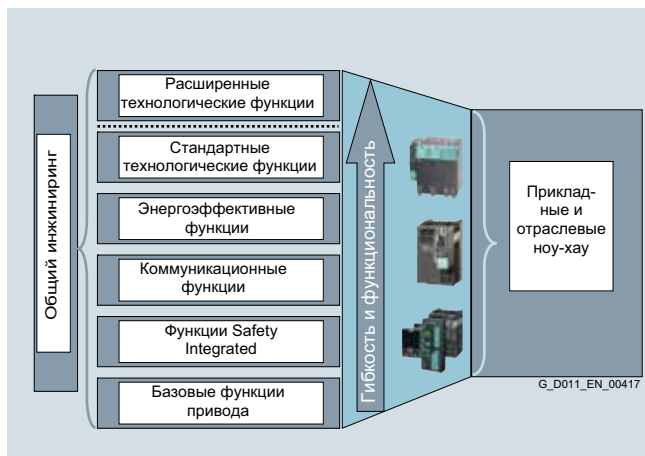 Общий инжиниринг
Расширенные
технологические функции
Стандартные
технологические функции
Энергоэффективные
функции
Коммуникационные
функции
Функции Safety
Integrated
Базовые функции
привода
Гибкость и функциональность
Приклад-
ные и
отраслевые
ноу-хау
G_D011_EN_00417